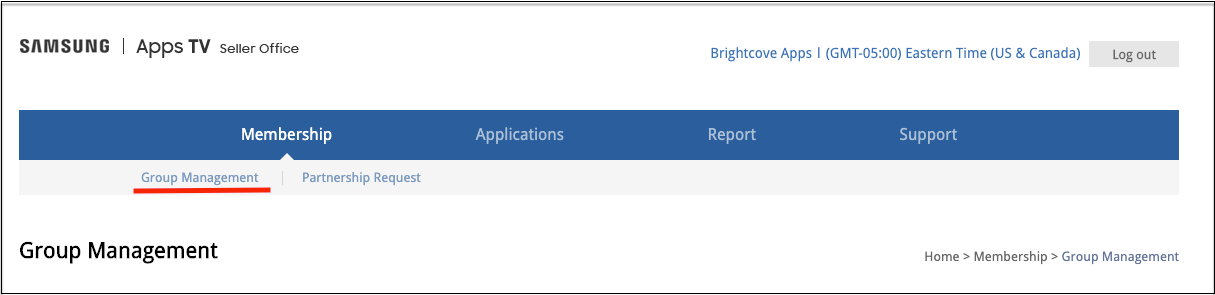 SAMSUNG | Apps TV Seller Office
Brightcove Apps | (GMT-05:00) Eastern Time (US & Canada) Log out
Membership Applications Report Support
Group Management | Partnership Request
Group Management
Home > Membership > Group Management